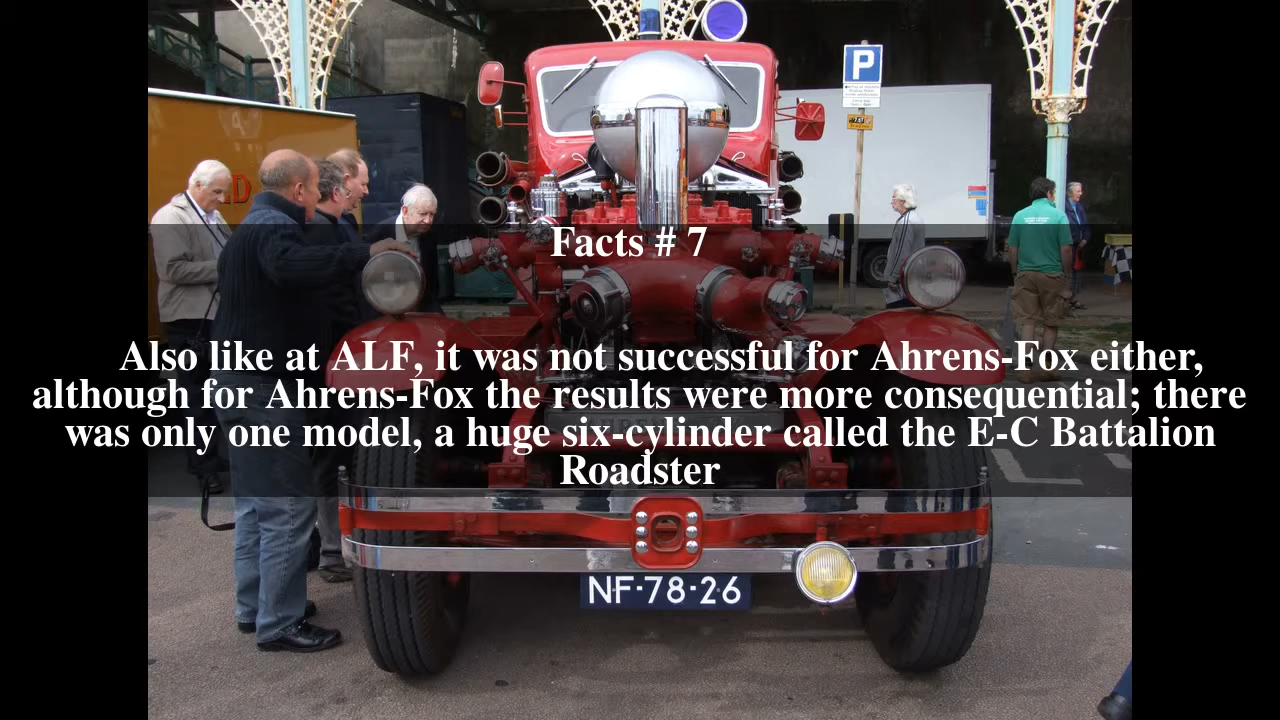 P
D
Facts # 7
Also like at ALF, it was not successful for Ahrens-Fox either,
although for Ahrens-Fox the results were more consequential; there
was only one model, a huge six-cylinder called the E-C Battalion
Roadster
NF-78-26